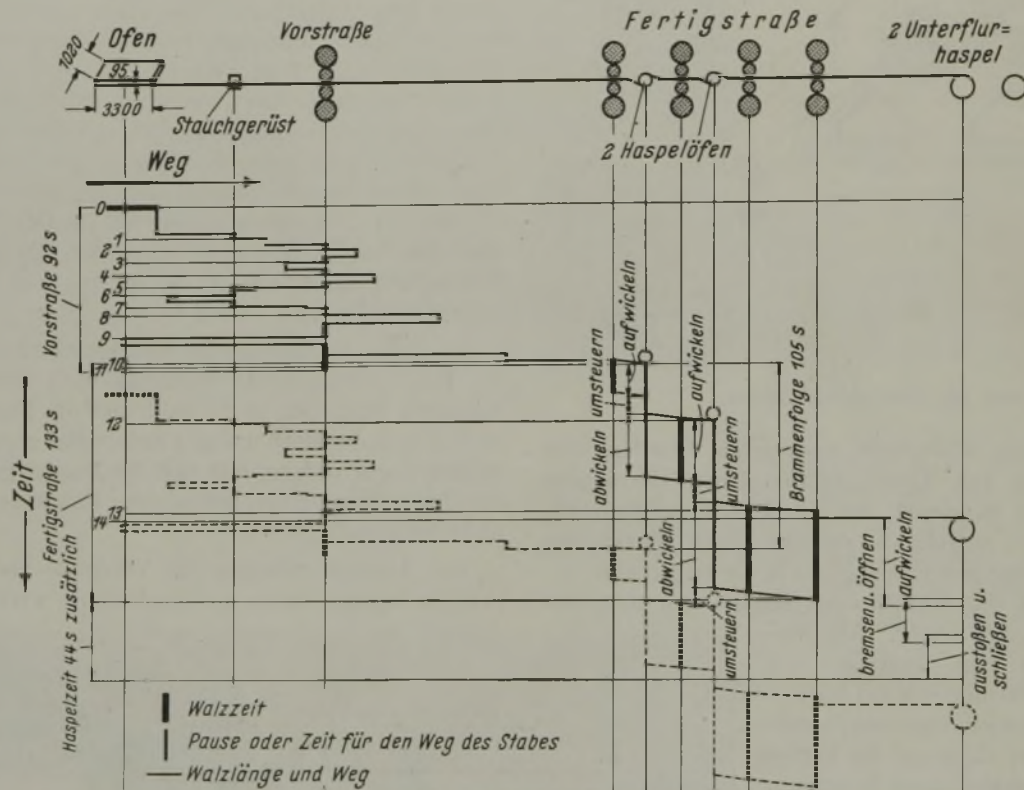 Ofen
1020
95
3300
Vorstraße
Stauchgerüst
Fertigstraße
2 Haspelöfen
2 Unterflur=
haspel
Weg
0
1
2
3
4
5
6
7
8
9
10
11
12
13
14
Vorstraße 92 s
Zeit
Fertigstraße 133 s
Haspelzeit 44 s zusätzlich
umsteuern
aufwickeln
abwickeln
aufwickeln
umsteuern
abwickeln
umsteuern
Brammenfolge 105 s
bremsen u. öffnen
aufwickeln
ausstoßen u.
schließen
Walzzeit
Pause oder Zeit für den Weg des Stabes
Walzlänge und Weg